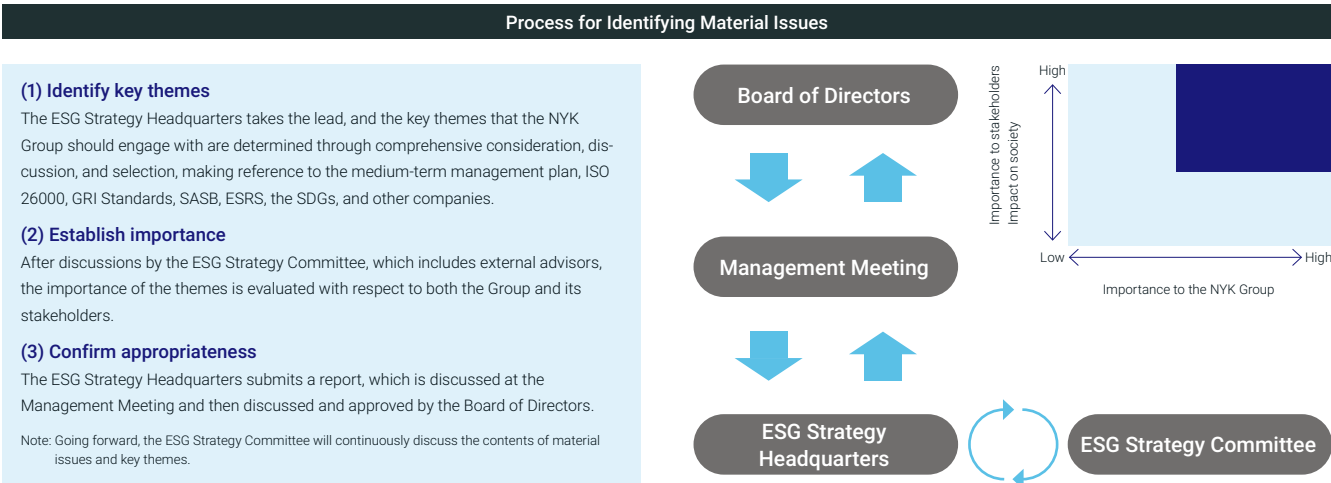 Process for Identifying Material Issues
(1) Identify key themes
The ESG Strategy Headquarters takes the lead, and the key themes that the NYK
Group should engage with are determined through comprehensive consideration, dis-
cussion, and selection, making reference to the medium-term management plan, ISO
26000, GRI Standards, SASB, ESRS, the SDGs, and other companies.
(2) Establish importance
After discussions by the ESG Strategy Committee, which includes external advisors,
the importance of the themes is evaluated with respect to both the Group and its
stakeholders.
(3) Confirm appropriateness
The ESG Strategy Headquarters submits a report, which is discussed at the
Management Meeting and then discussed and approved by the Board of Directors.
Note: Going forward, the ESG Strategy Committee will continuously discuss the contents of material
issues and key themes.
Board of Directors
Management Meeting
ESG Strategy
Headquarters
ESG Strategy Committee
Importance to stakeholders
Impact on society
High
Low
High
Importance to the NYK Group